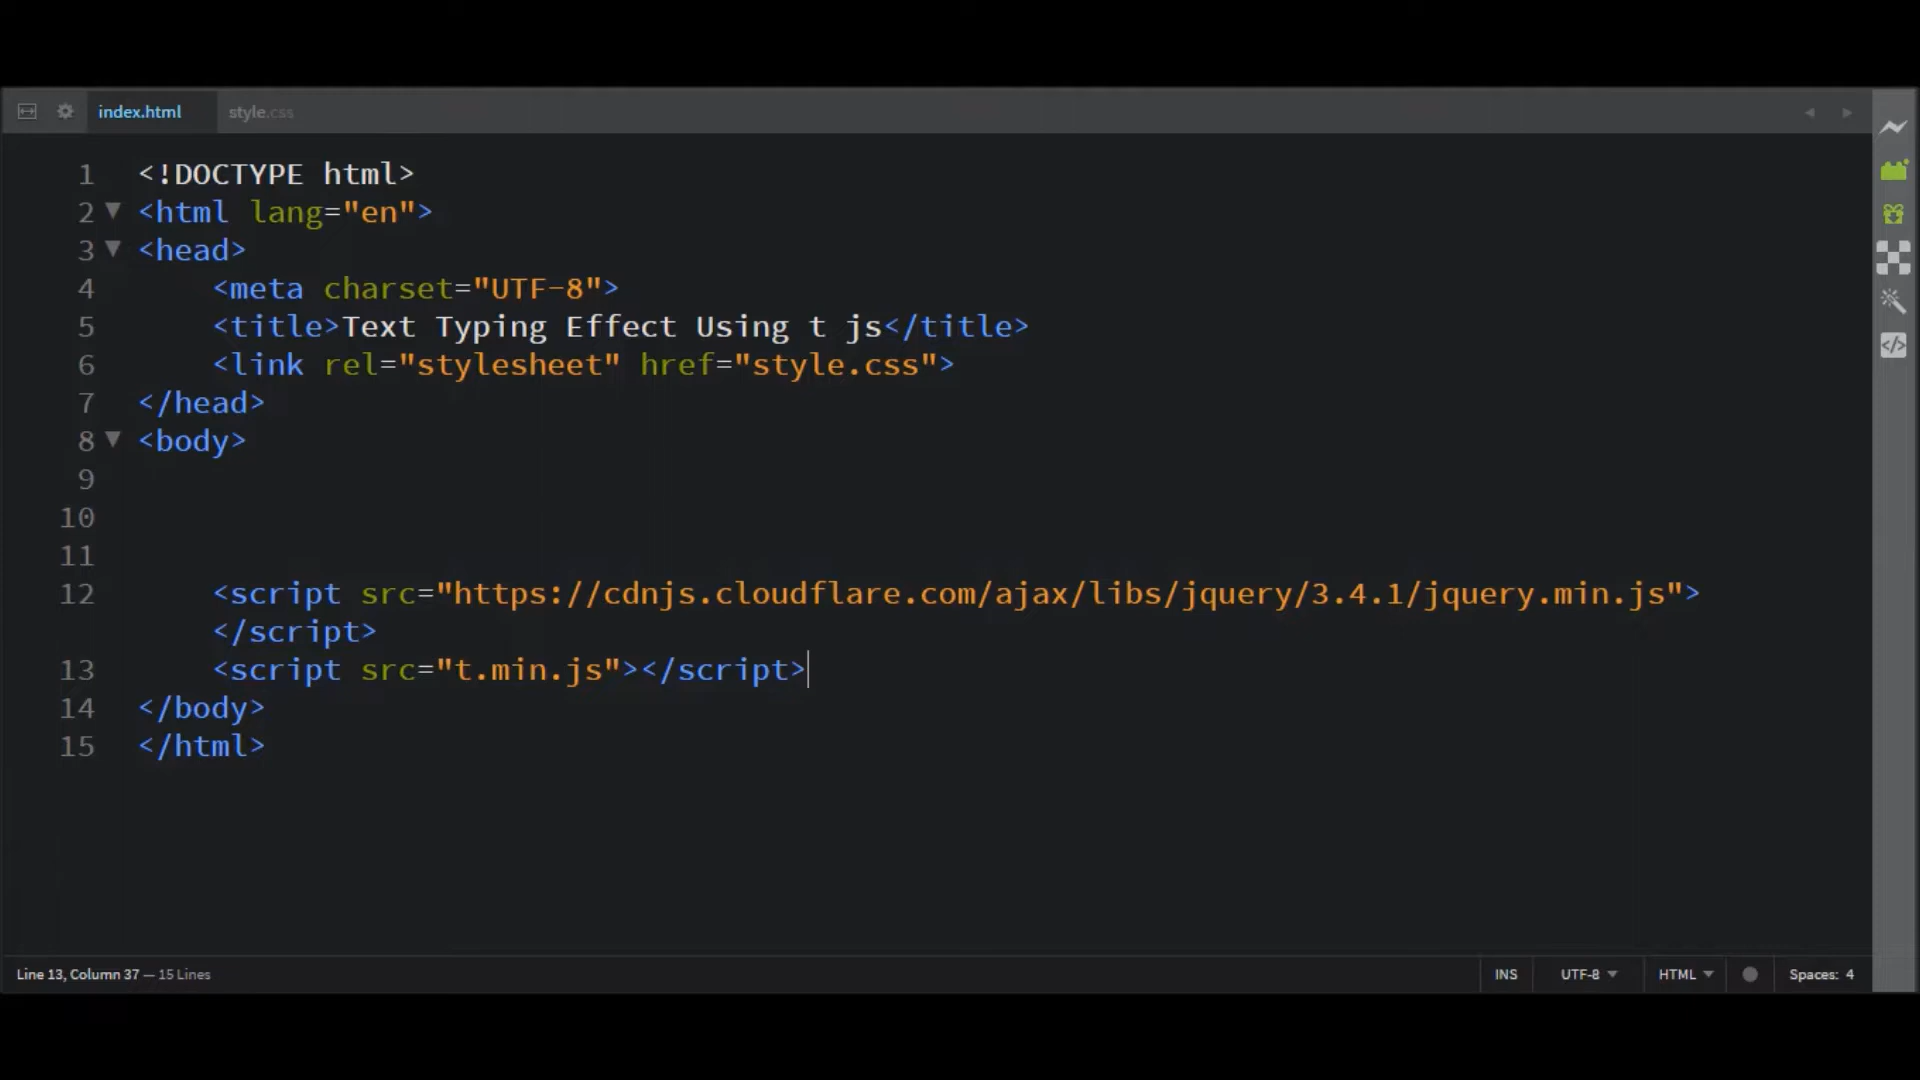 index.html style.css
1 <!DOCTYPE html>
2 <html lang="en">
3 <head>
4 <meta charset="UTF-8">
5 <title>Text Typing Effect Using t js</title>
6 <link rel="stylesheet" href="style.css">
7 </head>
8 <body>
9
10
11
12 <script src="https://cdnjs.cloudflare.com/ajax/libs/jquery/3.4.1/jquery.min.js">
</script>
13 <script src="t.min.js"></script>
14 </body>
15 </html>
Line 13, Column 37 — 15 Lines INS UTF-8 HTML Spaces: 4